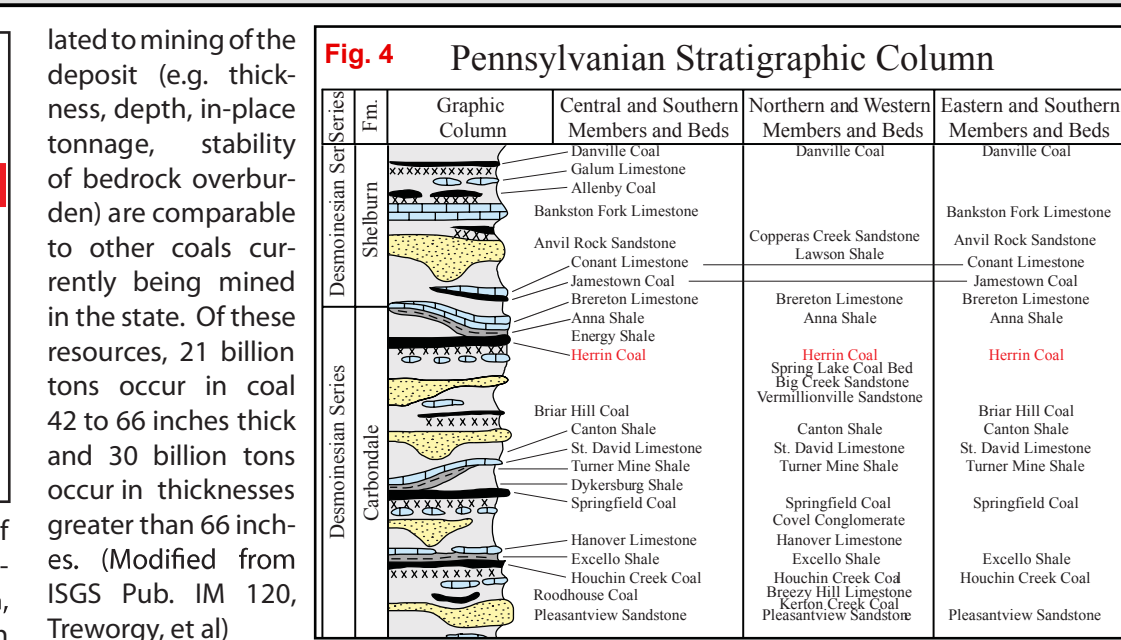 lated to mining of the
deposit (e.g. thick-
ness, depth, in-place
tonnage, stability
of bedrock overbur-
den) are comparable
to other coals cur-
rently being mined
in the state. Of these
resources, 21 billion
tons occur in coal
42 to 66 inches thick
and 30 billion tons
occur in thicknesses
greater than 66 inch-
es. (Modified from
ISGS Pub. IM 120,
Treworgy, et al)
f
-
,
Fig. 4
Pennsylvanian Stratigraphic Column
Series
Fm.
Graphic
Column
Central and Southern
Members and Beds
Northern and Western
Members and Beds
Eastern and Southern
Members and Beds
Desmoinesian Ser
Shelburn
Desmoinesian Series
Carbondale
Danville Coal
Galum Limestone
Allenby Coal
Bankston Fork Limestone
Anvil Rock Sandstone
Conant Limestone
Jamestown Coal
Brereton Limestone
Anna Shale
Energy Shale
Herrin Coal
Briar Hill Coal
Canton Shale
St. David Limestone
Turner Mine Shale
Dykersburg Shale
Springfield Coal
Hanover Limestone
Excello Shale
Houchin Creek Coal
Roodhouse Coal
Pleasantview Sandstone
Danville Coal
Copperas Creek Sandstone
Lawson Shale
Brereton Limestone
Anna Shale
Herrin Coal
Spring Lake Coal Bed
Big Creek Sandstone
Vermillionville Sandstone
Canton Shale
St. David Limestone
Turner Mine Shale
Springfield Coal
Covel Conglomerate
Hanover Limestone
Excello Shale
Houchin Creek Coal
Breezy Hill Limestone
Kerton Creek Coal
Pleasantview Sandstone
Danville Coal
Bankston Fork Limestone
Anvil Rock Sandstone
Conant Limestone
Jamestown Coal
Brereton Limestone
Anna Shale
Herrin Coal
Briar Hill Coal
Canton Shale
St. David Limestone
Turner Mine Shale
Springfield Coal
Excello Shale
Houchin Creek Coal
Pleasantview Sandstone